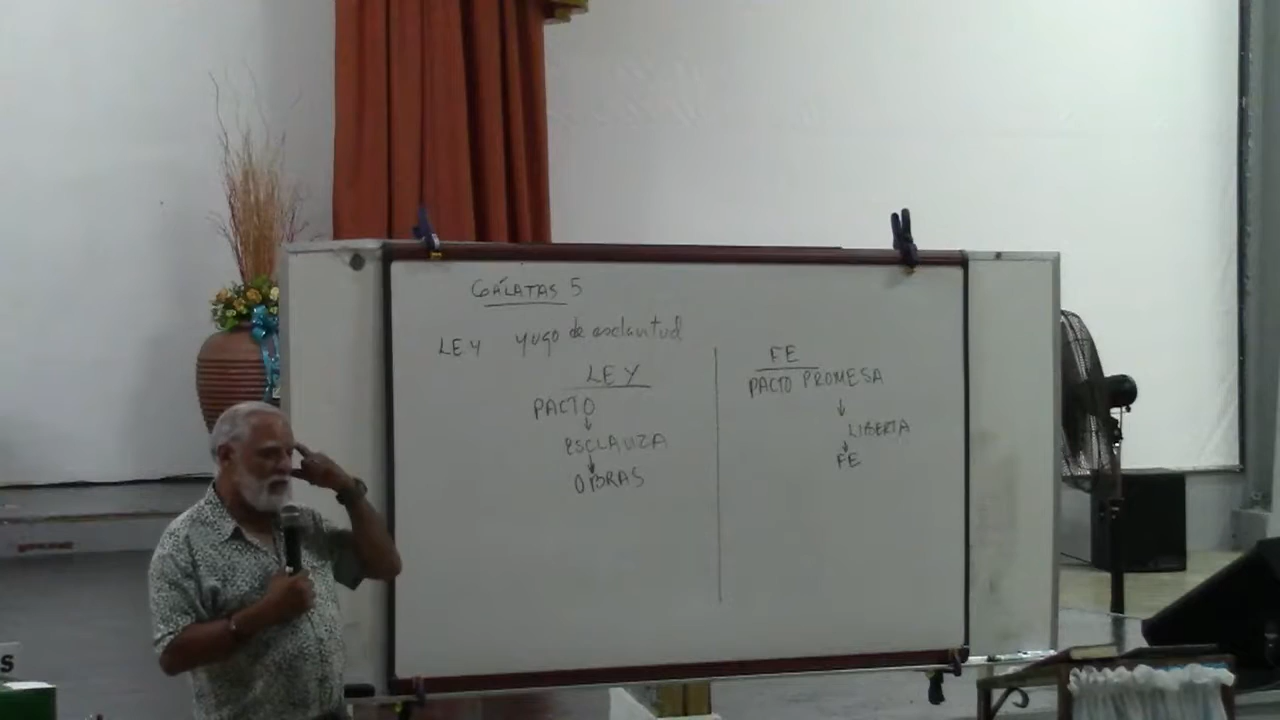 GÁLATAS 5
LEY yugo de esclavitud
LEY
PACTO
↓
ESCLAVIZA
↓
OBRAS
FE
PACTO PROMESA
↓
LIBERTA
↓
FE
S